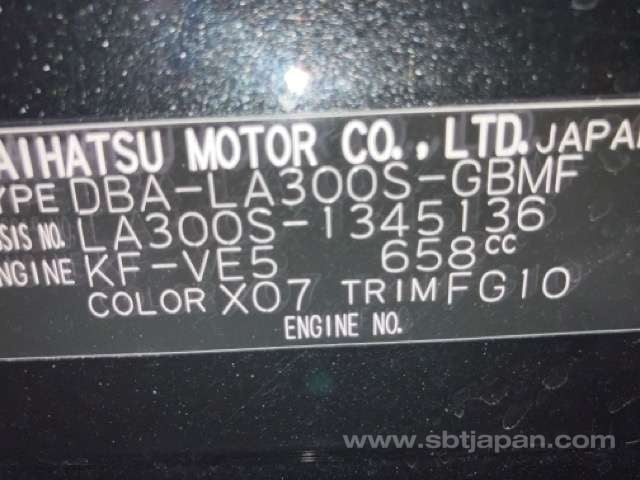 AIHATSU MOTOR CO., LTD. JAPAN
YPE DBA-LA300S-GBMF
SSIS NO. LA300S-1345136
NGINE KF-VE5 658cc
COLOR X07 TRIM FG10
ENGINE NO.
www.sbtjapan.com